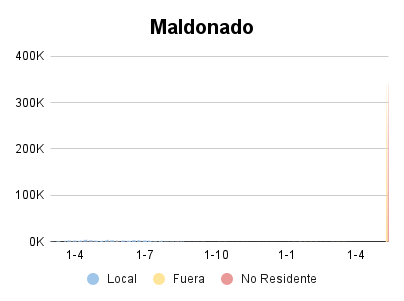 Maldonado
400K
300K
200K
100K
0K
1-4 1-7 1-10 1-1 1-4
Local Fuera No Residente